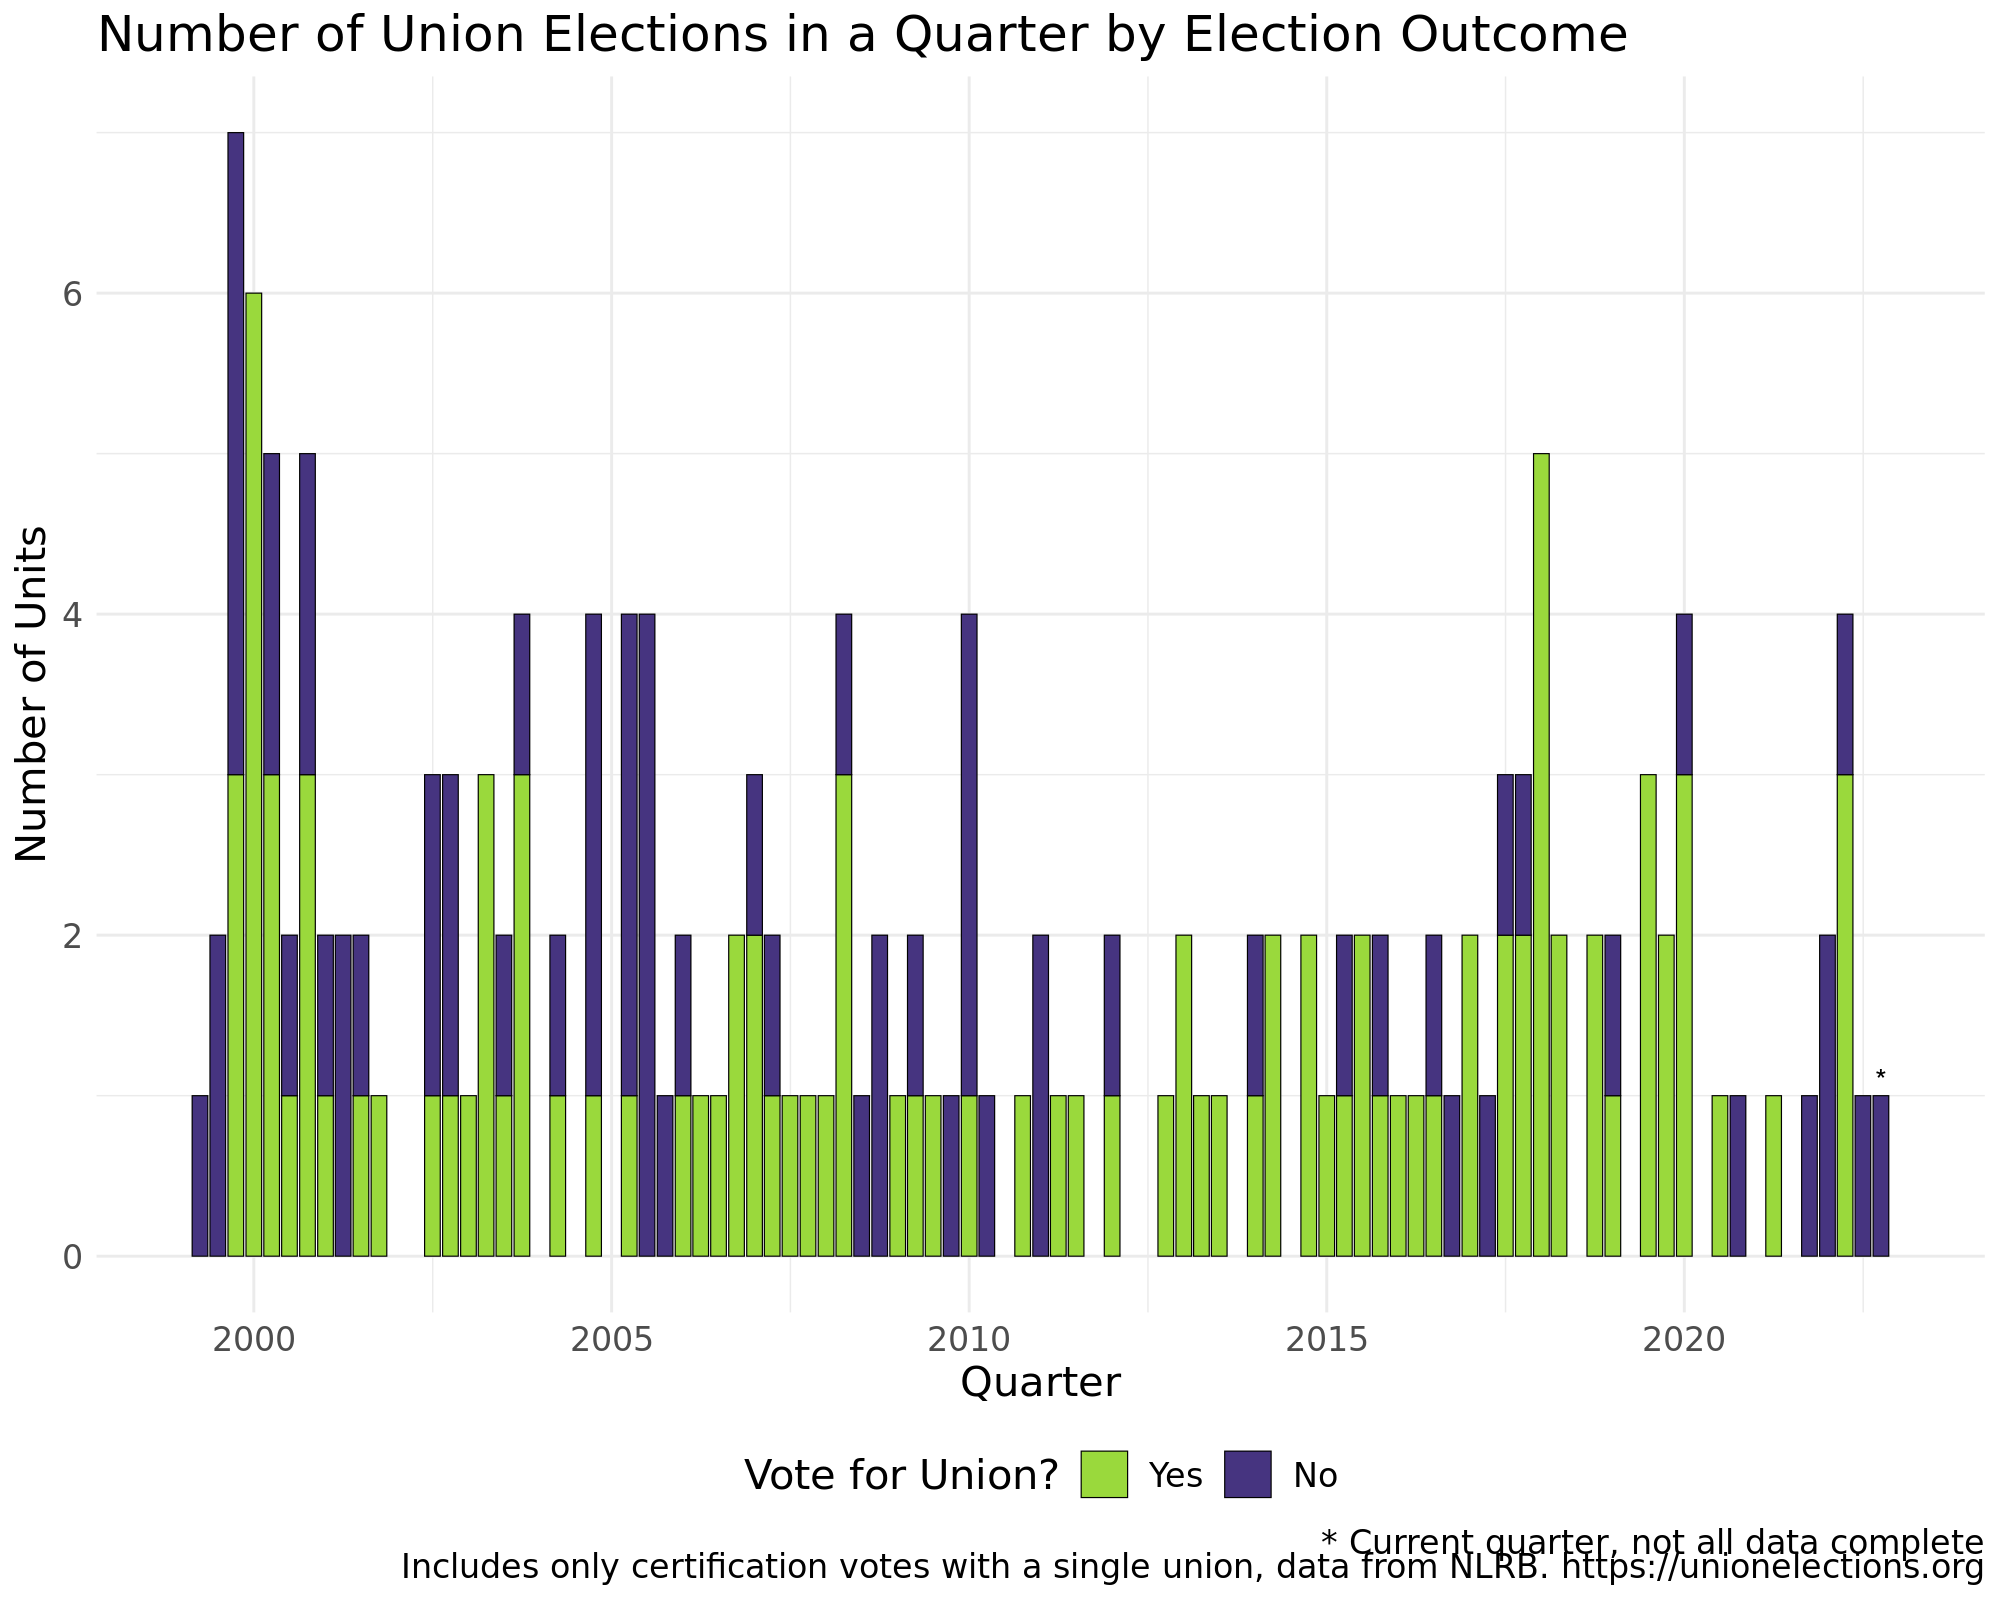 Number of Union Elections in a Quarter by Election Outcome
Number of Units
6
4
2
0
*
2000 2005 2010 2015 2020
Quarter
Vote for Union? Yes No
* Current quarter, not all data complete
Includes only certification votes with a single union, data from NLRB. https://unionelections.org